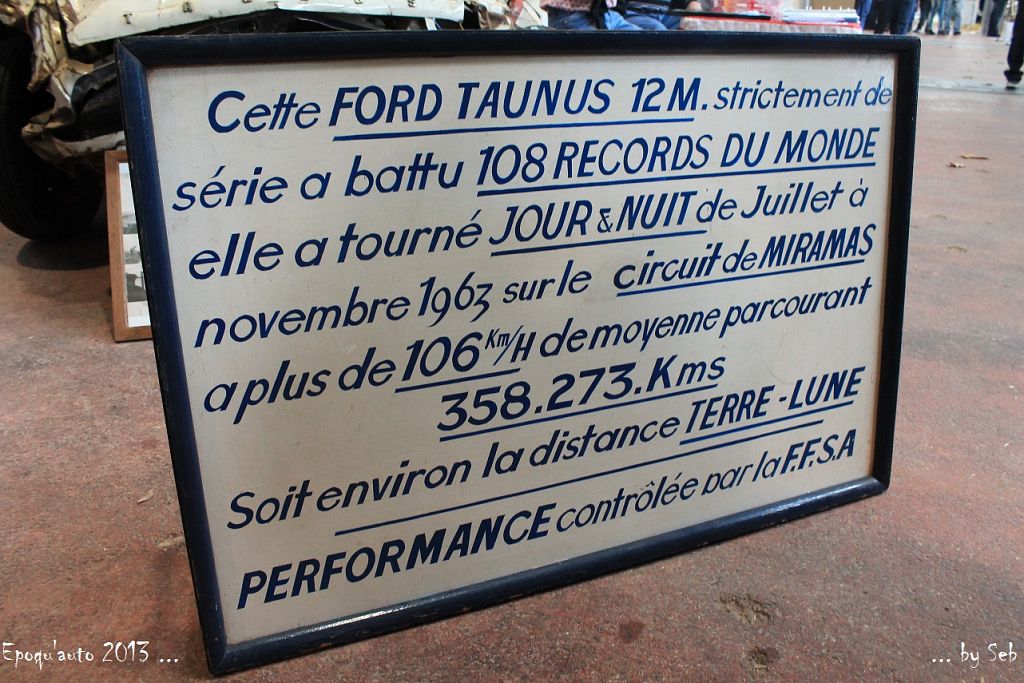 Cette FORD TAUNUS 12M. strictement de
série a battu 108 RECORDS DU MONDE
elle a tourné JOUR & NUIT de Juillet à
novembre 1963 sur le circuit de MIRAMAS
a plus de 106 Km/H de moyenne parcourant
358.273.Kms
Soit environ la distance TERRE-LUNE
PERFORMANCE contrôlée par la F.F.S.A
Epoqu'auto 2013 ...
... by Seb